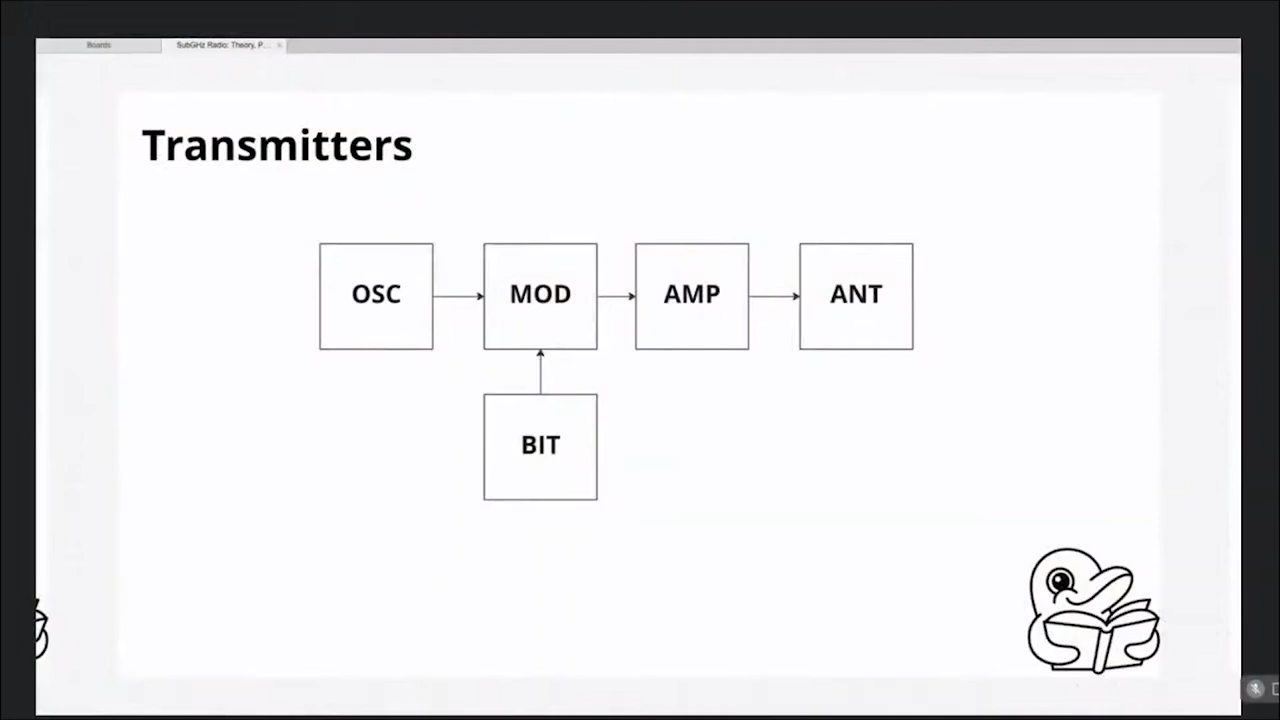 Boards
SubGHz Radio: Theory, P...
Transmitters
OSC
MOD
AMP
ANT
BIT